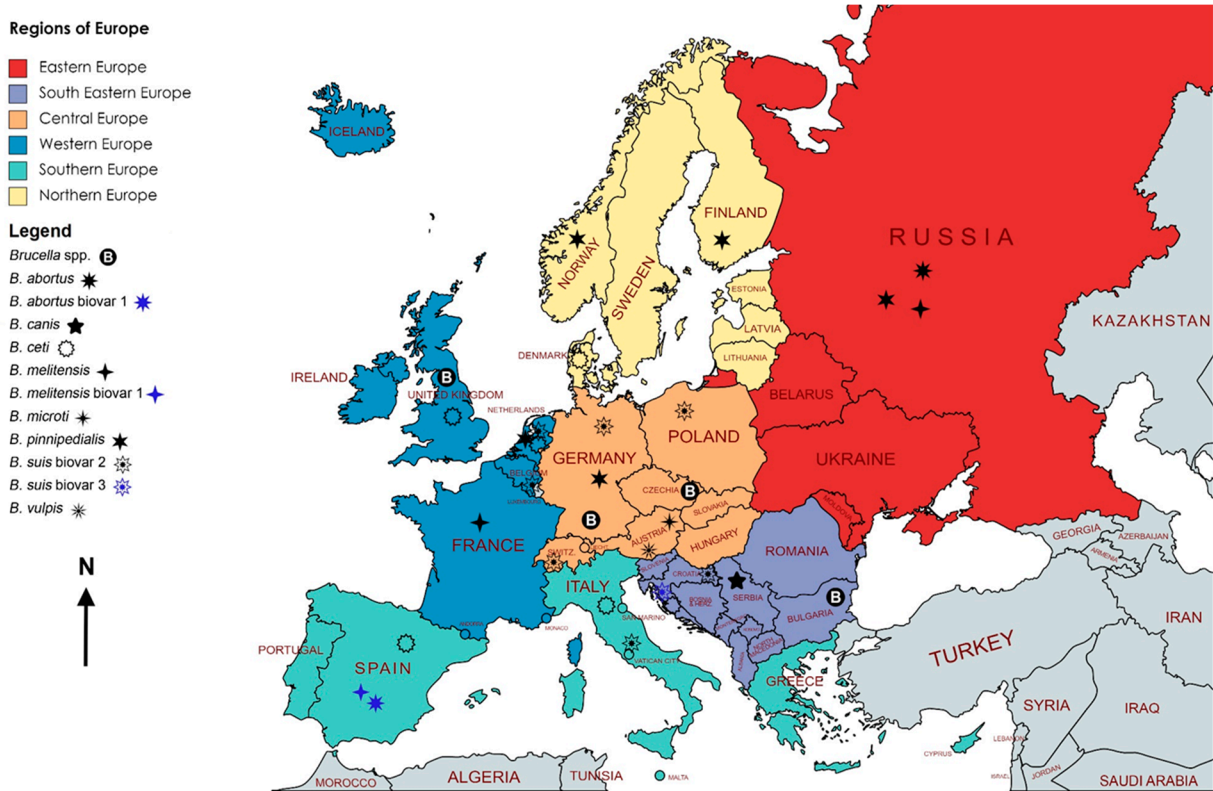 Regions of Europe
Eastern Europe
South Eastern Europe
Central Europe
Western Europe
Southern Europe
Northern Europe
Legend
Brucella spp. B
B. abortus
B. abortus biovar 1
B. canis
B. ceti
B. melitensis
B. melitensis biovar 1
B. microti
B. pinnipedialis
B. suis biovar 2
B. suis biovar 3
B. vulpis
N
ICELAND
FINLAND
NORWAY
SWEDEN
RUSSIA
ESTONIA
LATVIA
LITHUANIA
KAZAKHSTAN
DENMARK
IRELAND
B
UNITED KINGDOM
NETHERLANDS
BELARUS
POLAND
GERMANY
UKRAINE
BELGIUM
LUXEMBOURG
CZECHIA
B
SLOVAKIA
MOLDOVA
B
FRANCE
AUSTRIA
HUNGARY
SWITZ.
ROMANIA
GEORGIA
AZERBAIJAN
ARMENIA
SLOVENIA
CROATIA
ITALY
BOSNIA
& HERZ.
SERBIA
B
BULGARIA
SAN MARINO
ANDORRA
MONACO
NORTH
MACEDONIA
VATICAN CITY
ALBANIA
PORTUGAL
SPAIN
GREECE
TURKEY
IRAN
SYRIA
IRAQ
CYPRUS
LEBANON
ISRAEL
JORDAN
SAUDI ARABIA
MOROCCO
ALGERIA
TUNISIA
MALTA